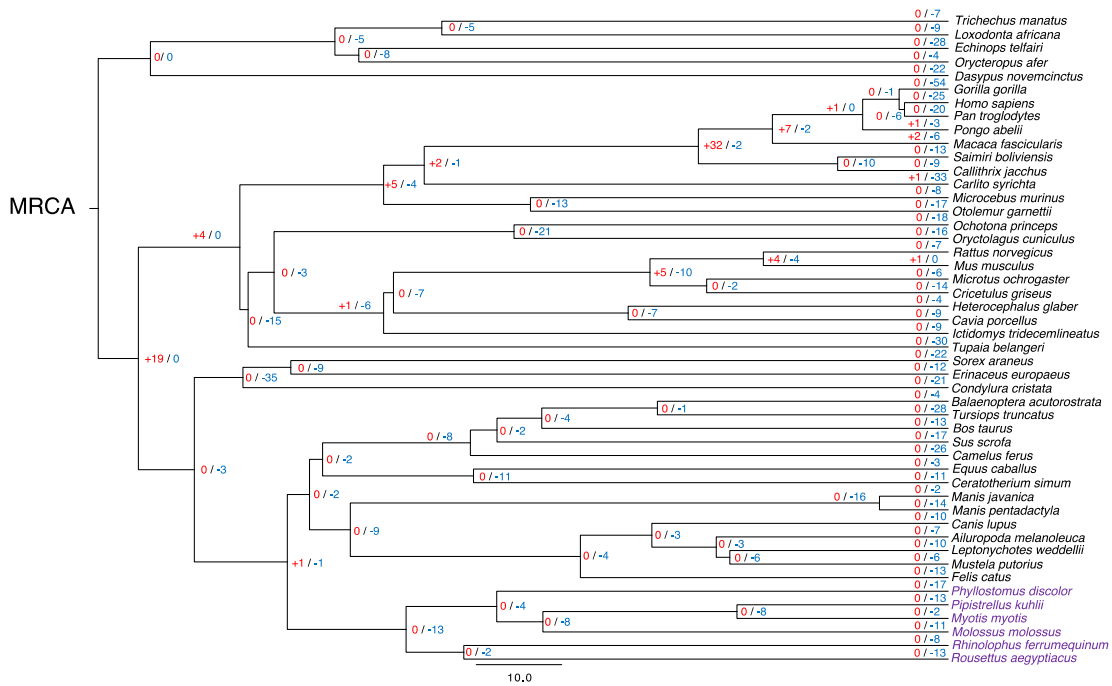 0 / -7
Trichechus manatus
0 / -5
0 / -9
Loxodonta africana
0 / -5
0 / -28
Echinops telfairi
0 / -8
0 / -4
Orycteropus afer
0/ 0
0 / -22
Dasypus novemcinctus
0 / -54
Gorilla gorilla
0 / -1
0 / -25
Homo sapiens
+1 / 0
0 / -6
0 / -20
Pan troglodytes
+7 / -2
+1 / -3
Pongo abelii
+2 / -6
Macaca fascicularis
+32 / -2
0 / -13
Saimiri boliviensis
+2 / -1
0 / -10
0 / -9
Callithrix jacchus
+5 / -4
+1 / -33
Carlito syrichta
0 / -8
Microcebus murinus
0 / -13
0 / -17
Otolemur garnettii
MRCA
0 / -18
Ochotona princeps
+4 / 0
0 / -21
0 / -16
Oryctolagus cuniculus
0 / -7
Rattus norvegicus
0 / -3
+5 / -10
+4 / -4
+1 / 0
Mus musculus
0 / -6
Microtus ochrogaster
0 / -7
0 / -2
0 / -14
Cricetulus griseus
+1 / -6
0 / -4
Heterocephalus glaber
0 / -15
0 / -7
0 / -9
Cavia porcellus
0 / -9
Ictidomys tridecemlineatus
0 / -30
Tupaia belangeri
+19 / 0
0 / -22
Sorex araneus
0 / -9
0 / -12
Erinaceus europaeus
0 / -35
0 / -21
Condylura cristata
0 / -4
Balaenoptera acutorostrata
0 / -1
0 / -28
Tursiops truncatus
0 / -4
0 / -13
Bos taurus
0 / -8
0 / -2
0 / -17
Sus scrofa
0 / -26
Camelus ferus
0 / -2
0 / -3
Equus caballus
0 / -3
0 / -11
0 / -11
Ceratotherium simum
0 / -2
0 / -16
0 / -2
Manis javanica
0 / -14
Manis pentadactyla
0 / -10
Canis lupus
0 / -9
0 / -3
0 / -7
Ailuropoda melanoleuca
0 / -3
0 / -10
Leptonychotes weddellii
0 / -4
0 / -6
0 / -6
Mustela putorius
+1 / -1
0 / -13
Felis catus
0 / -17
Phyllostomus discolor
0 / -4
0 / -13
Pipistrellus kuhlii
0 / -8
0 / -2
Myotis myotis
0 / -13
0 / -8
0 / -11
Molossus molossus
0 / -8
Rhinolophus ferrumequinum
0 / -2
0 / -13
Rousettus aegyptiacus
10.0